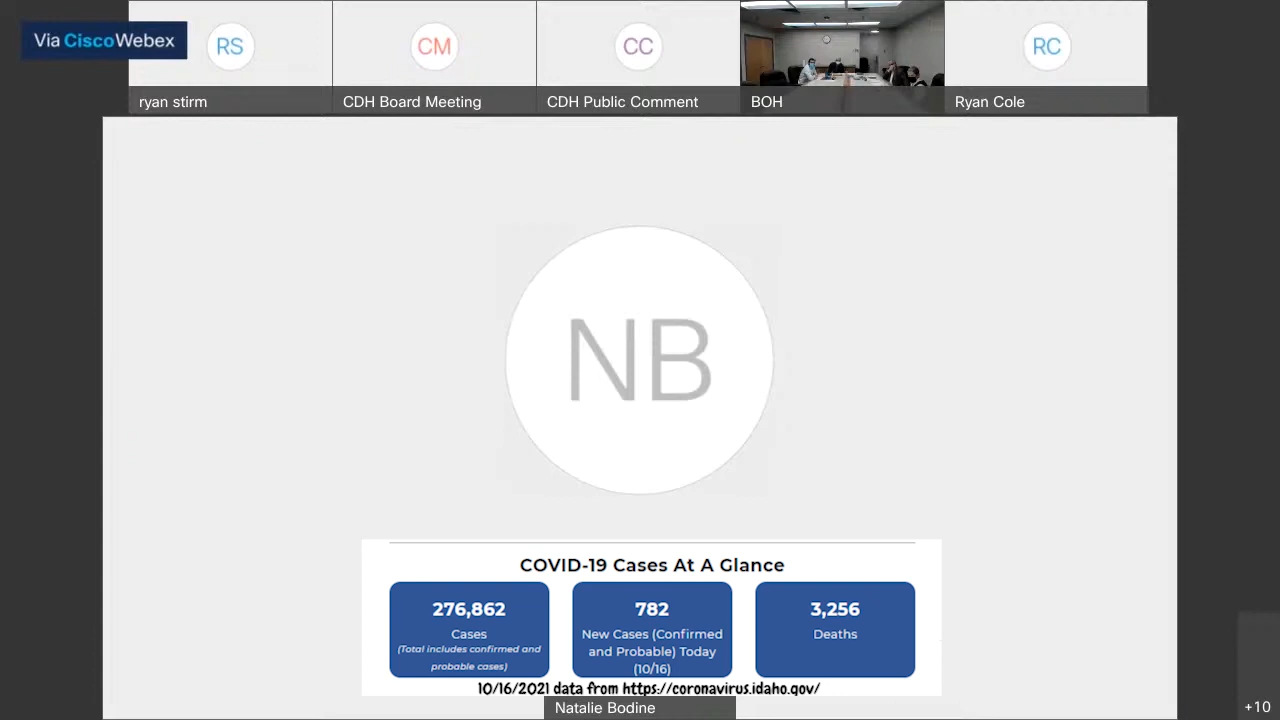 Via Cisco Webex
RS
CM
CC
RC
ryan stirm
CDH Board Meeting
CDH Public Comment
BOH
Ryan Cole
NB
COVID-19 Cases At A Glance
276,862
Cases
(Total includes confirmed and
probable cases)
782
New Cases (Confirmed
and Probable) Today
(10/16)
3,256
Deaths
10/16/2021 data from https://coronavirus.idaho.gov/
Natalie Bodine
+10